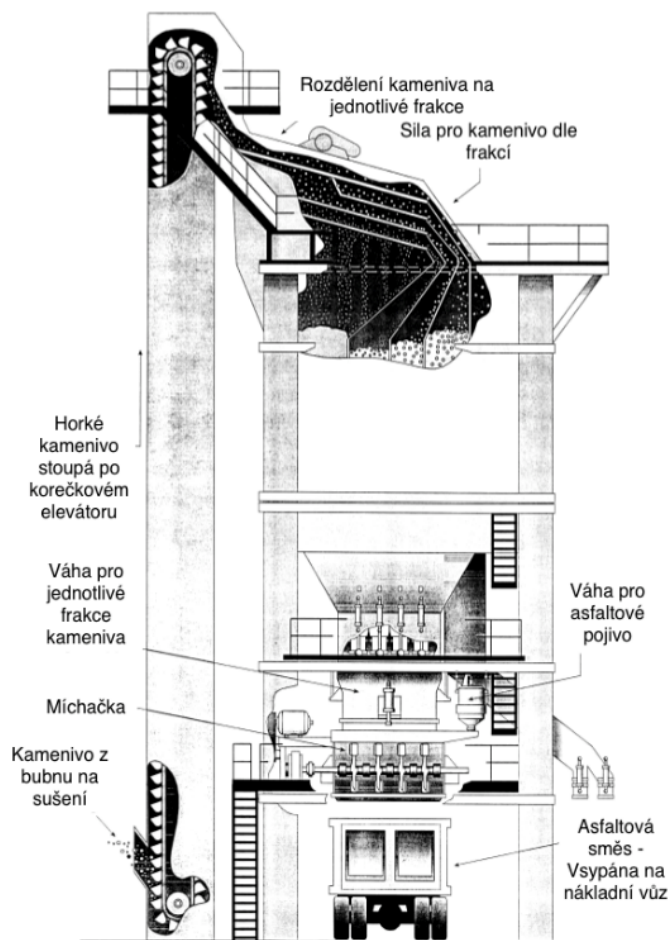 Rozdělení kameniva na
jednotlivé frakce
Sila pro kamenivo dle
frakcí
Horké
kamenivo
stoupá po
korečkovém
elevátoru
Váha pro
jednotlivé
frakce
kameniva
Váha pro
asfaltové
pojivo
Míchačka
Kamenivo z
bubnu na
sušení
Asfaltová
směs -
Vsypána na
nákladní vůz